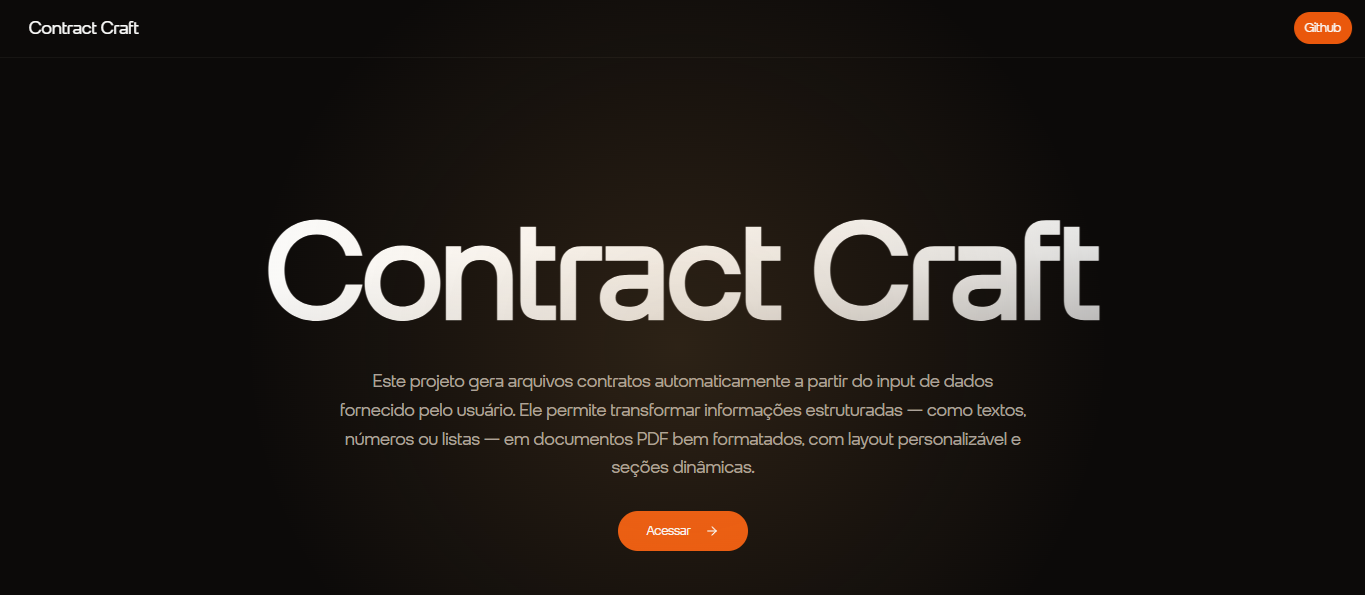 Contract Craft
Github
Contract Craft
Este projeto gera arquivos contratos automaticamente a partir do input de dados
fornecido pelo usuário. Ele permite transformar informações estruturadas — como textos,
números ou listas — em documentos PDF bem formatados, com layout personalizável e
seções dinâmicas.
Acessar →